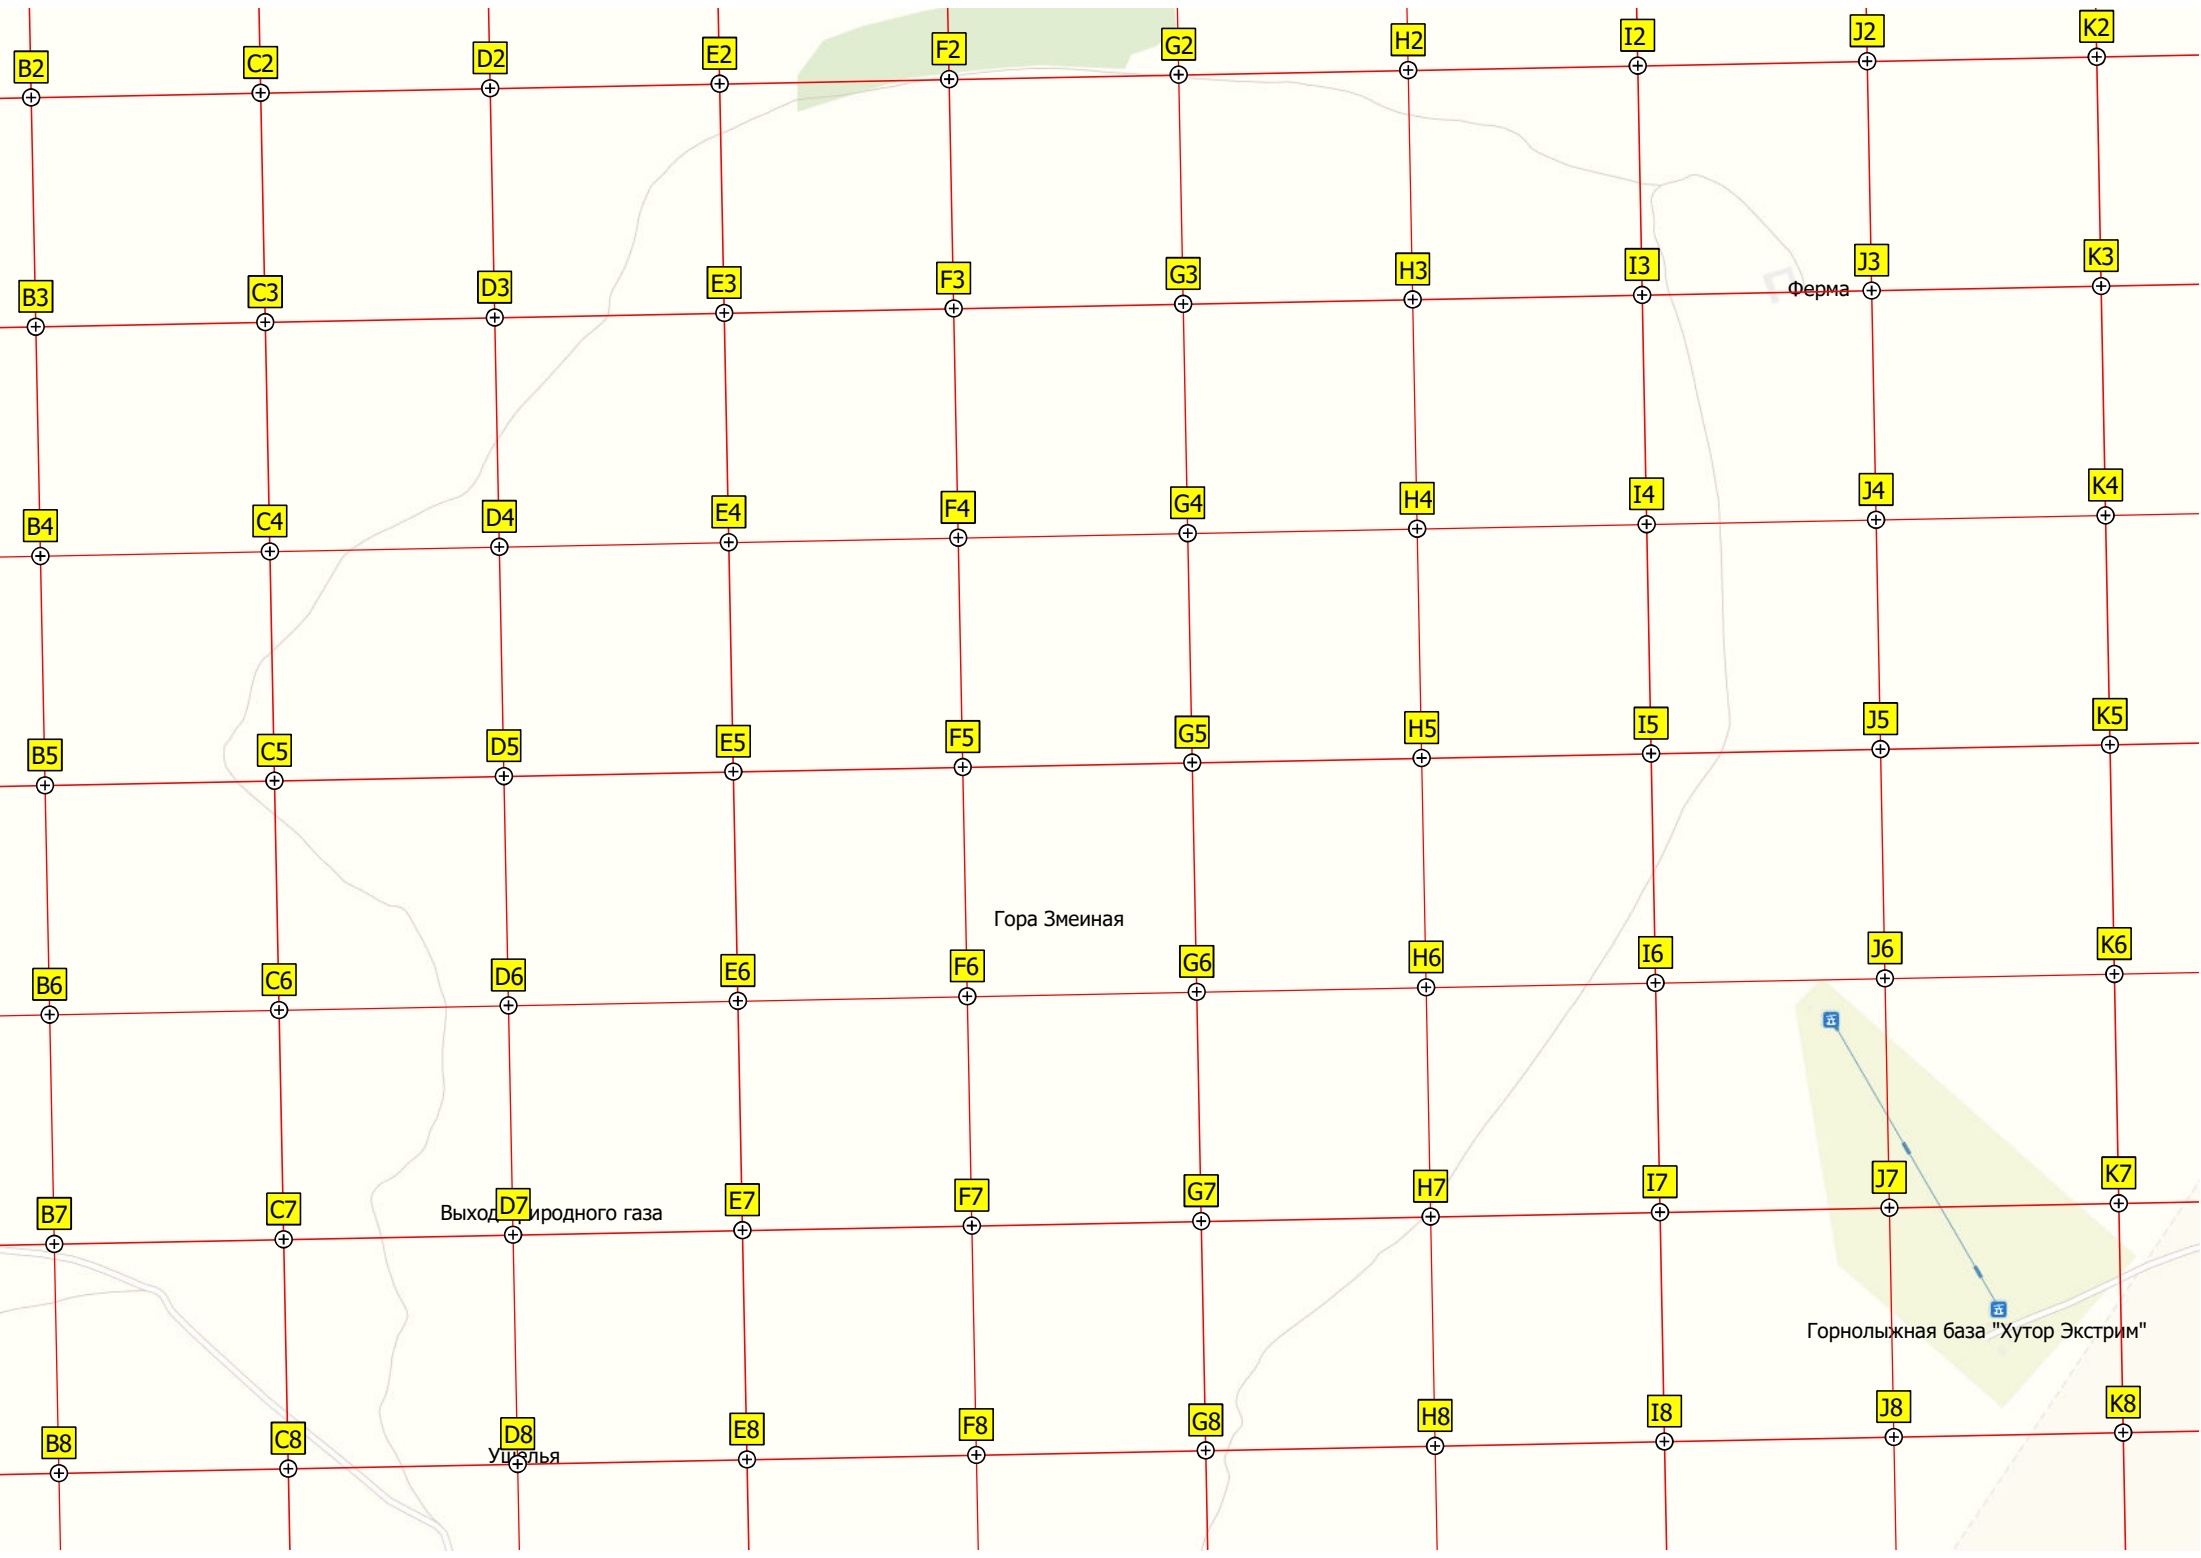 B2 C2 D2 E2 F2 G2 H2 I2 J2 K2
B3 C3 D3 E3 F3 G3 H3 I3 J3 K3
Ферма
B4 C4 D4 E4 F4 G4 H4 I4 J4 K4
B5 C5 D5 E5 F5 G5 H5 I5 J5 K5
Гора Змеиная
B6 C6 D6 E6 F6 G6 H6 I6 J6 K6
B7 C7 D7 E7 F7 G7 H7 I7 J7 K7
газа
Горнолыжная база "Хутор Экстрим"
B8 C8 D8 E8 F8 G8 H8 I8 J8 K8